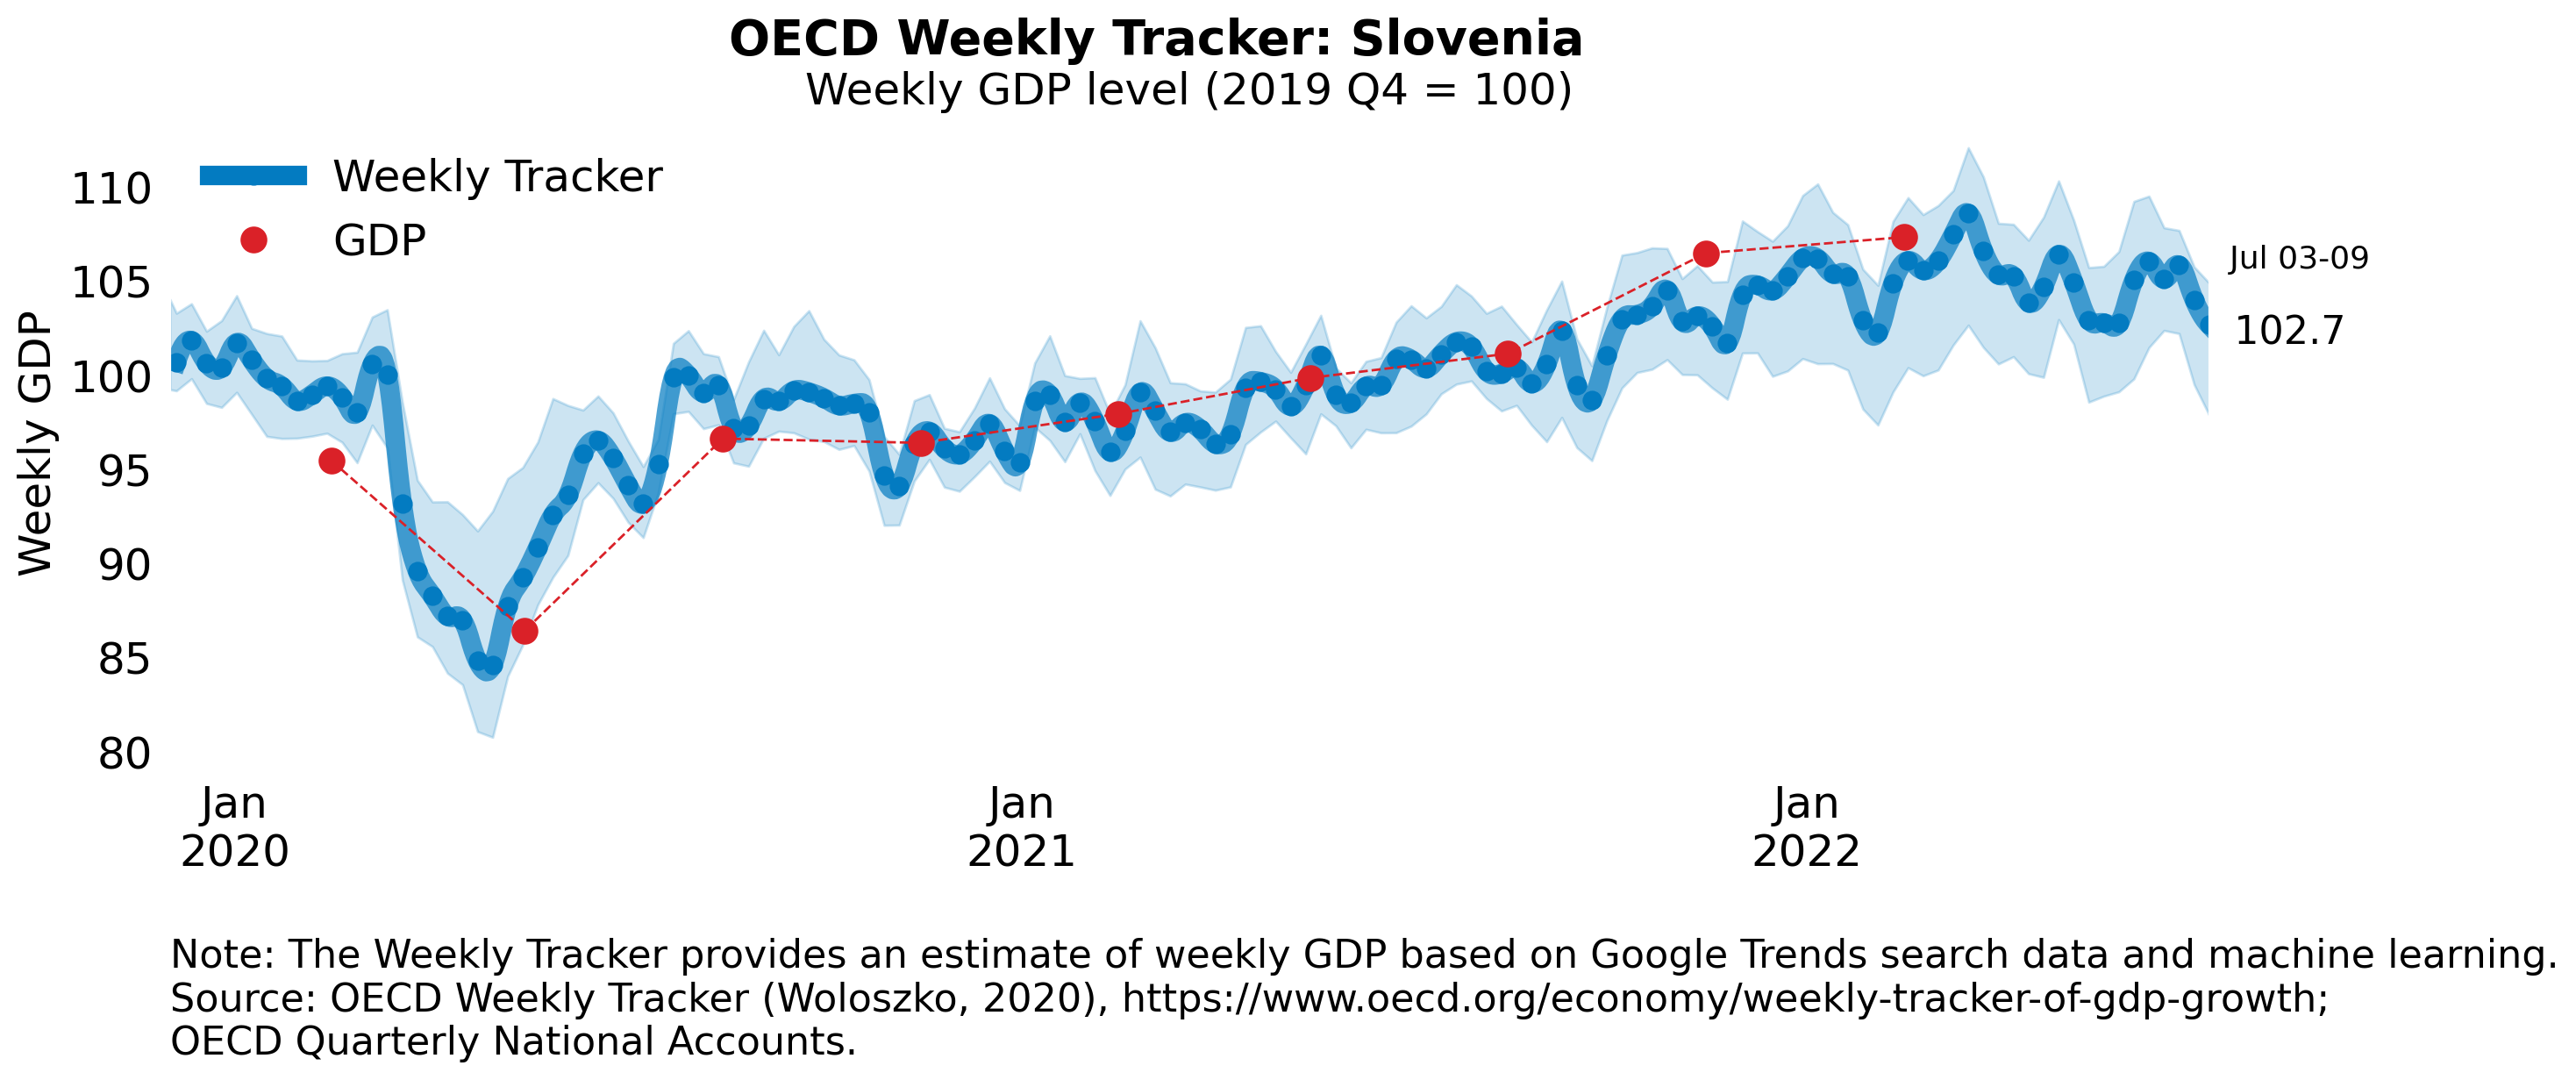 OECD Weekly Tracker: Slovenia
Weekly GDP level (2019 Q4 = 100)
Weekly Tracker
GDP
Weekly GDP
110
105
100
95
90
85
80
Jul 03-09
102.7
Jan
2020
Jan
2021
Jan
2022
Note: The Weekly Tracker provides an estimate of weekly GDP based on Google Trends search data and machine learning.
Source: OECD Weekly Tracker (Woloszko, 2020), https://www.oecd.org/economy/weekly-tracker-of-gdp-growth;
OECD Quarterly National Accounts.